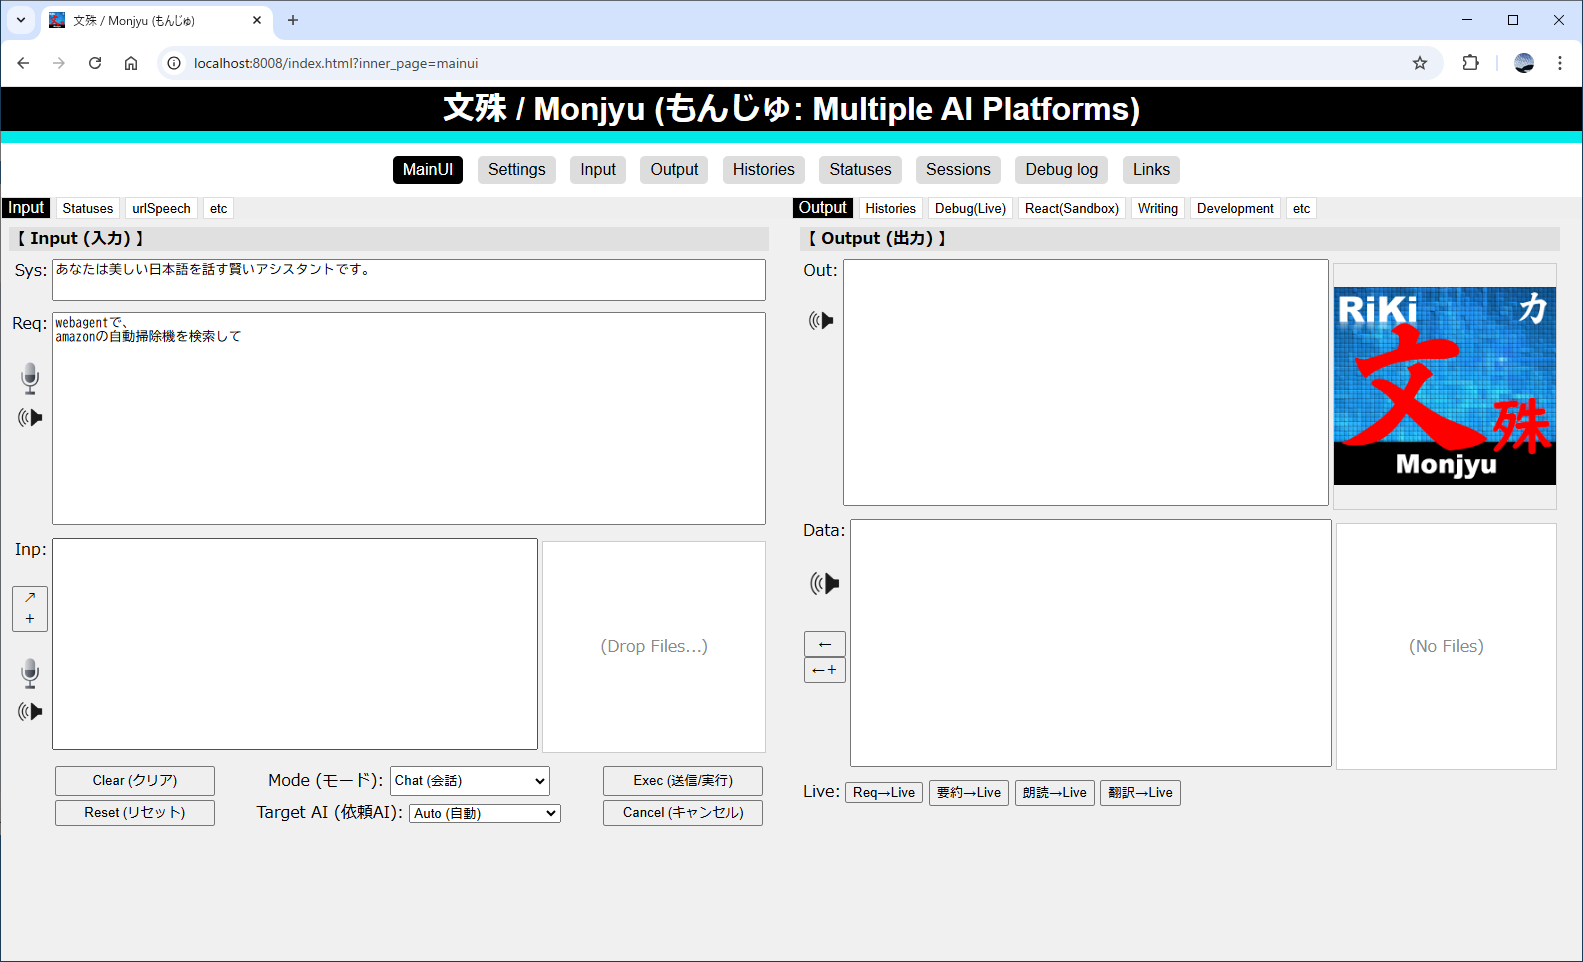 文殊 / Monjyu (もんじゅ)
localhost:8008/index.html?inner_page=mainui
文殊 / Monjyu (もんじゅ: Multiple AI Platforms)
MainUI Settings Input Output Histories Statuses Sessions Debug log Links
Input Statuses urlSpeech etc
【 Input (入力) 】
Sys: あなたは美しい日本語を話す賢いアシスタントです。
Req: webagentで、
amazonの自動掃除機を検索して
Inp:
↗
+
(Drop Files...)
Clear (クリア) Mode (モード): Chat (会話) Exec (送信/実行)
Reset (リセット) Target AI (依頼AI): Auto (自動) Cancel (キャンセル)
Output Histories Debug(Live) React(Sandbox) Writing Development etc
【 Output (出力) 】
Out:
RiKi 力
文殊
Monjyu
Data:
←
←+
(No Files)
Live: Req→Live 要約→Live 朗読→Live 翻訳→Live